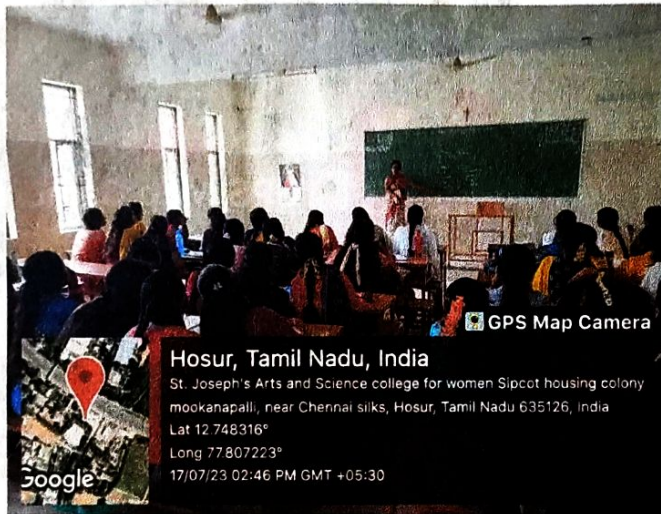 GPS Map Camera
Hosur, Tamil Nadu, India
St. Joseph's Arts and Science college for women Sipcot housing colony
mookanapalli, near Chennai silks, Hosur, Tamil Nadu 635126, India
Lat 12.748316°
Long 77.807223°
17/07/23 02:46 PM GMT +05:30
Google